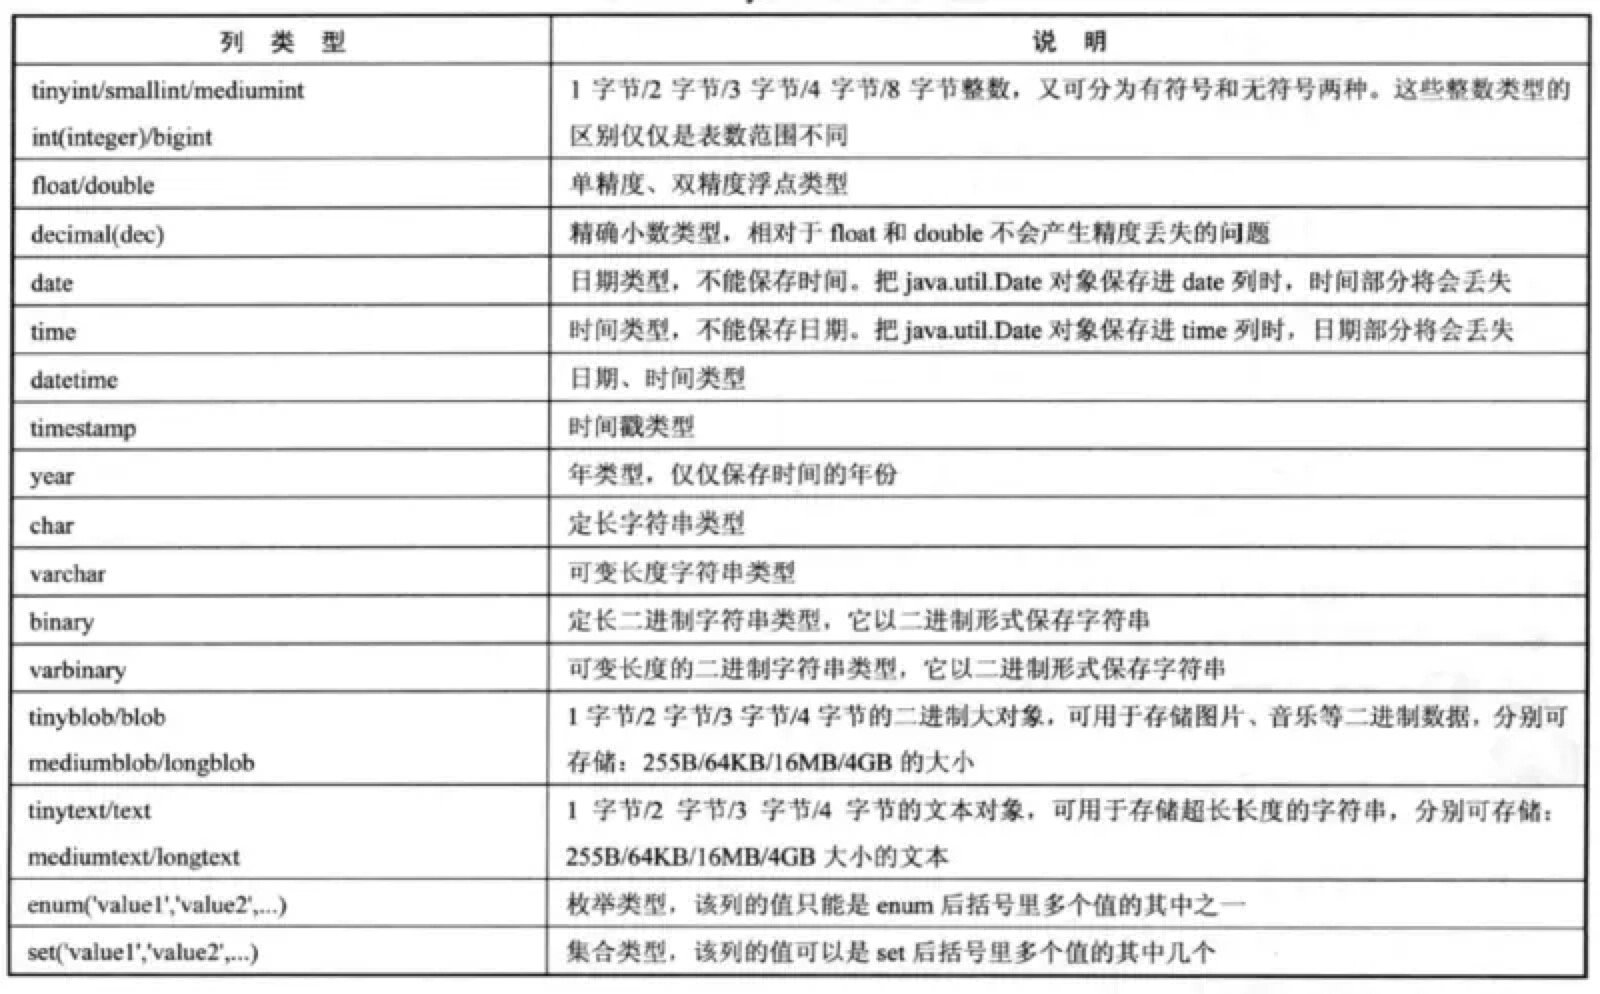 列 类 型
说 明
tinyint/smallint/mediumint
int(integer)/bigint
1 字节/2 字节/3 字节/4 字节/8 字节整数，又可分为有符号和无符号两种。这些整数类型的
区别仅仅是表数范围不同
float/double
单精度、双精度浮点类型
decimal(dec)
精确小数类型，相对于 float 和 double 不会产生精度丢失的问题
date
日期类型，不能保存时间。把 java.util.Date 对象保存进 date 列时，时间部分将会丢失
time
时间类型，不能保存日期。把 java.util.Date 对象保存进 time 列时，日期部分将会丢失
datetime
日期、时间类型
timestamp
时间戳类型
year
年类型，仅仅保存时间的年份
char
定长字符串类型
varchar
可变长度字符串类型
binary
定长二进制字符串类型，它以二进制形式保存字符串
varbinary
可变长度的二进制字符串类型，它以二进制形式保存字符串
tinyblob/blob
mediumblob/longblob
1 字节/2 字节/3 字节/4 字节的二进制大对象，可用于存储图片、音乐等二进制数据，分别可
存储：255B/64KB/16MB/4GB 的大小
tinytext/text
mediumtext/longtext
1 字节/2 字节/3 字节/4 字节的文本对象，可用于存储超长长度的字符串，分别可存储：
255B/64KB/16MB/4GB 大小的文本
enum('value1','value2',...)
枚举类型，该列的值只能是 enum 后括号里多个值的其中之一
set('value1','value2',...)
集合类型，该列的值可以是 set 后括号里多个值的其中几个